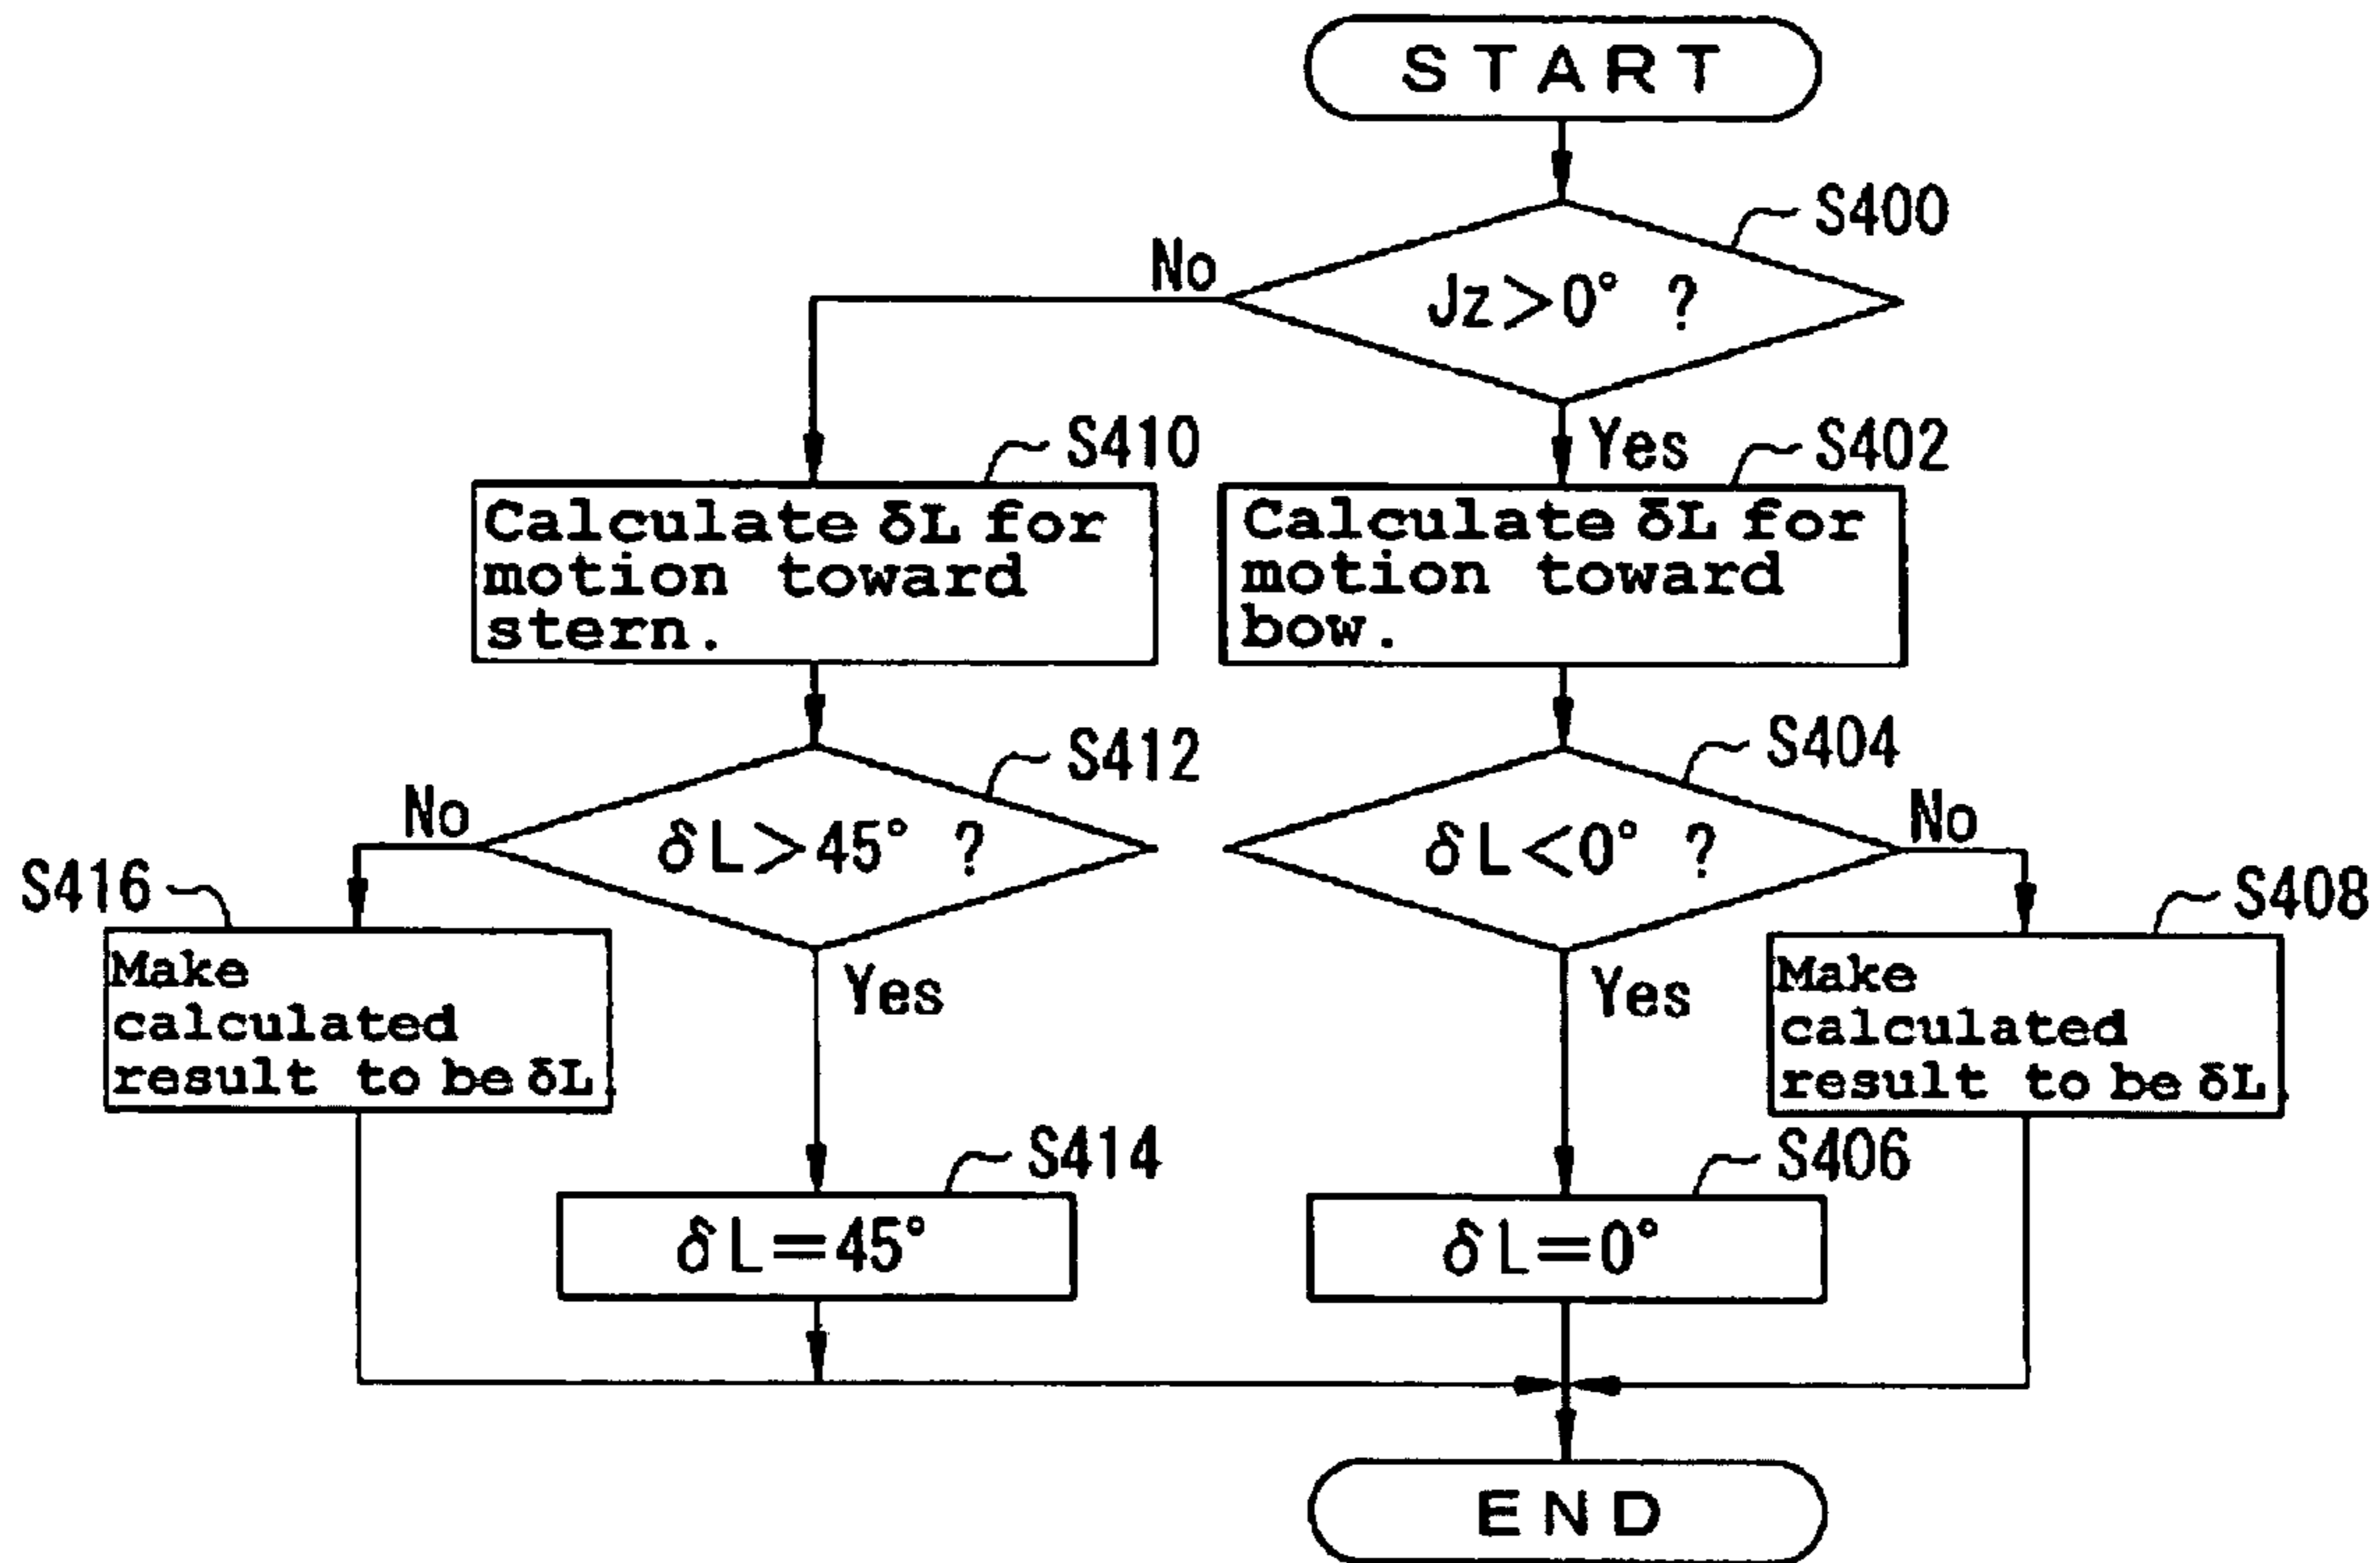 START
S400
No
Jz>0° ?
S410
Yes
S402
Calculate δL for
motion toward
stern.
Calculate δL for
motion toward
bow.
S412
S404
No
δL>45° ?
δL<0° ?
No
S416
S408
Make
calculated
result to be δL
Yes
Yes
Make
calculated
result to be δL
S414
S406
δL=45°
δL=0°
END